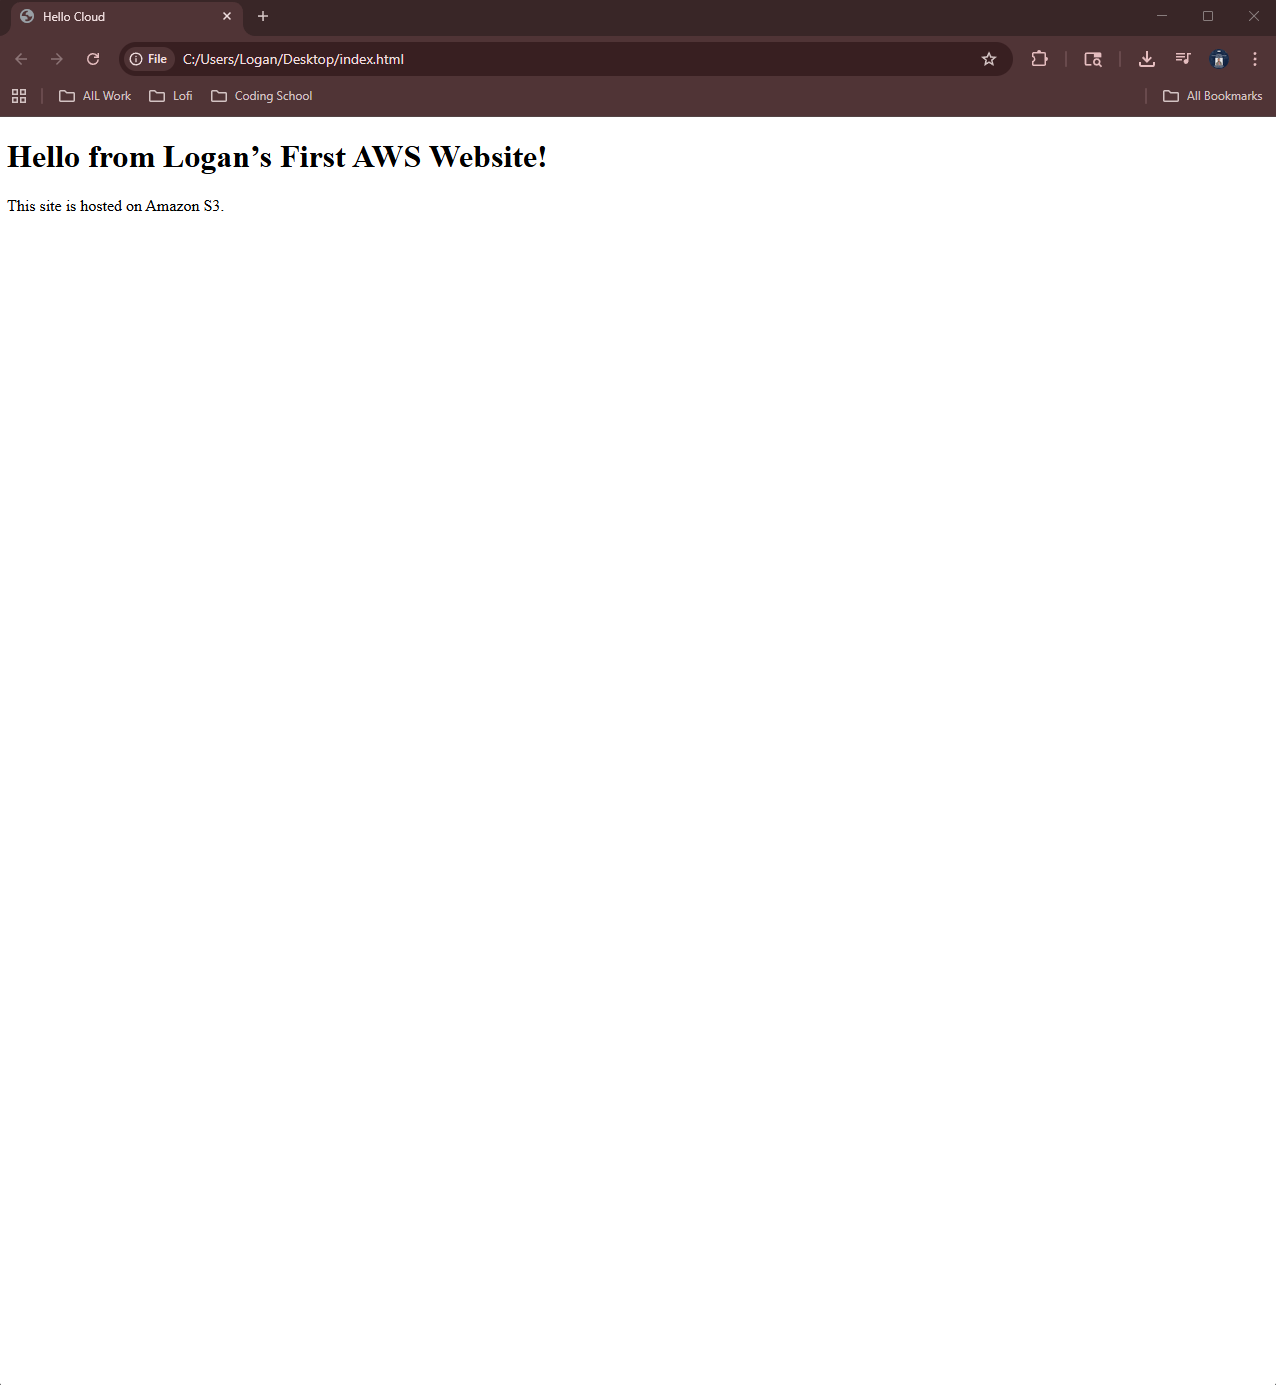 Hello Cloud
File C:/Users/Logan/Desktop/index.html
AIL Work Lofi Coding School All Bookmarks
Hello from Logan’s First AWS Website!
This site is hosted on Amazon S3.